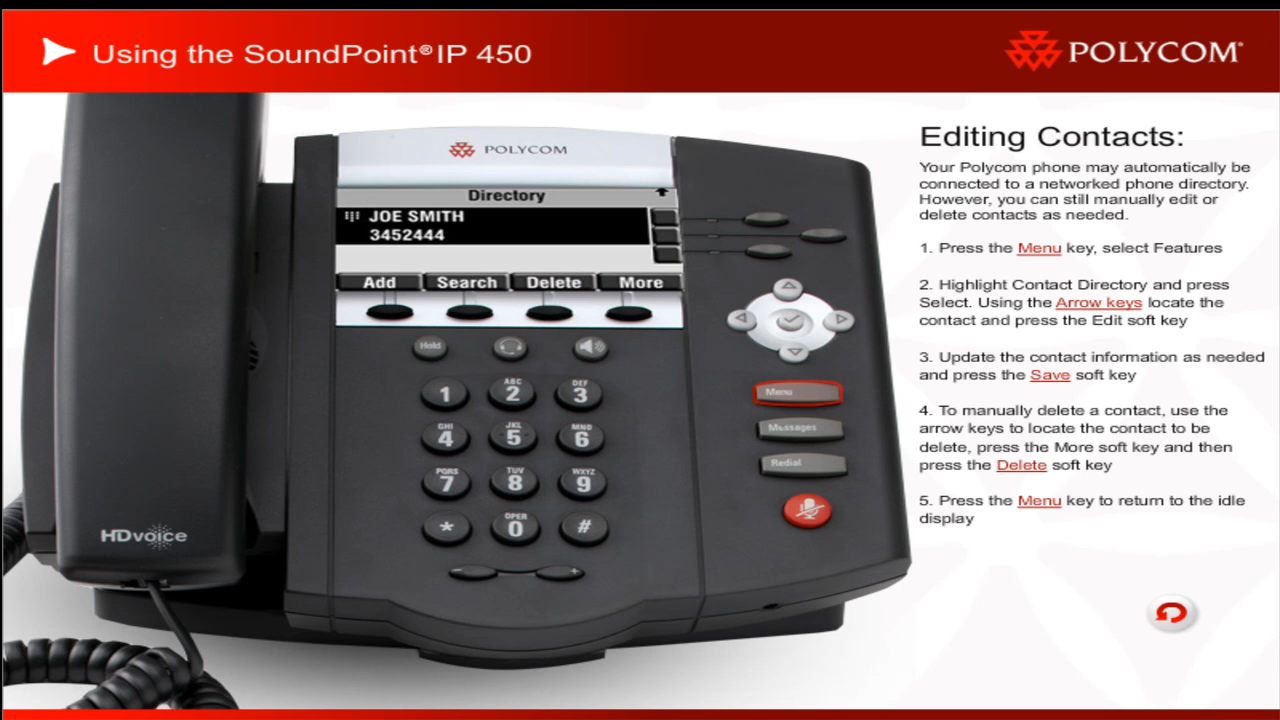 Using the SoundPoint® IP 450
POLYCOM®
POLYCOM
Directory
JOE SMITH
3452444
Add Search Delete More
Hold
1 ABC 2 DEF 3
GHI 4 JKL 5 MNO 6
PQRS 7 TUV 8 WXYZ 9
* OPER 0 #
- +
Menu
Messages
Redial
HDvoice
Editing Contacts:
Your Polycom phone may automatically be
connected to a networked phone directory.
However, you can still manually edit or
delete contacts as needed.
1. Press the Menu key, select Features
2. Highlight Contact Directory and press
Select. Using the Arrow keys locate the
contact and press the Edit soft key
3. Update the contact information as needed
and press the Save soft key
4. To manually delete a contact, use the
arrow keys to locate the contact to be
delete, press the More soft key and then
press the Delete soft key
5. Press the Menu key to return to the idle
display